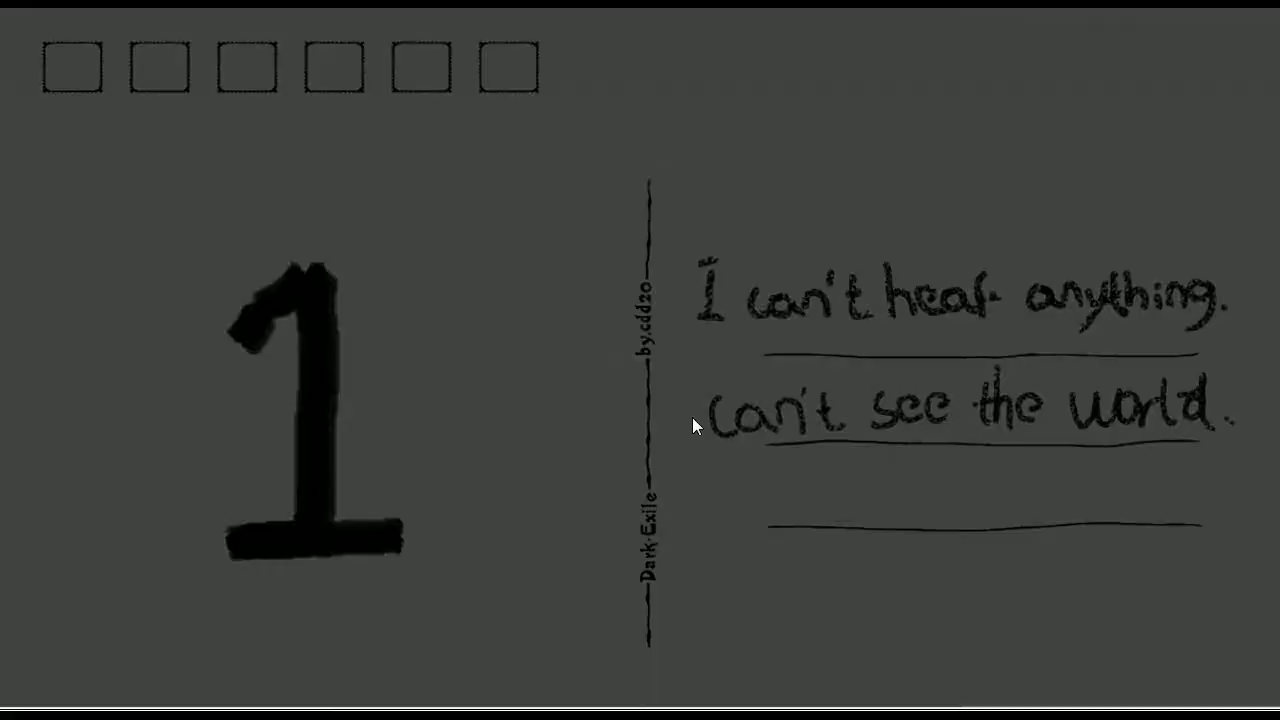 1
by.cdd20
Dark·Exile
I can't hear anything.
can't see the world.